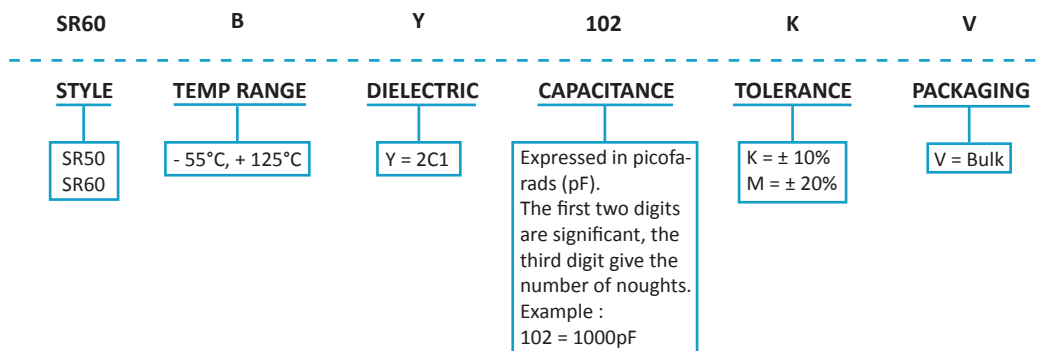 SR60 B Y 102 K V
STYLE TEMP RANGE DIELECTRIC CAPACITANCE TOLERANCE PACKAGING
SR50
SR60
- 55°C, + 125°C
Y = 2C1
Expressed in picofa-
rads (pF).
The first two digits
are significant, the
third digit give the
number of noughts.
Example :
102 = 1000pF
K = ± 10%
M = ± 20%
V = Bulk